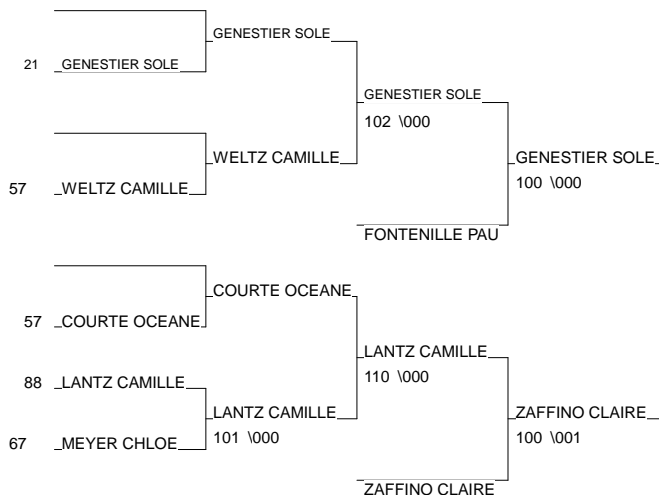 GENESTIER SOLE
21 GENESTIER SOLE
GENESTIER SOLE
102 \000
WELTZ CAMILLE
GENESTIER SOLE
100 \000
57 WELTZ CAMILLE
FONTENILLE PAU
COURTE OCEANE
57 COURTE OCEANE
LANTZ CAMILLE
110 \000
88 LANTZ CAMILLE
LANTZ CAMILLE
101 \000
ZAFFINO CLAIRE
100 \001
67 MEYER CHLOE
ZAFFINO CLAIRE